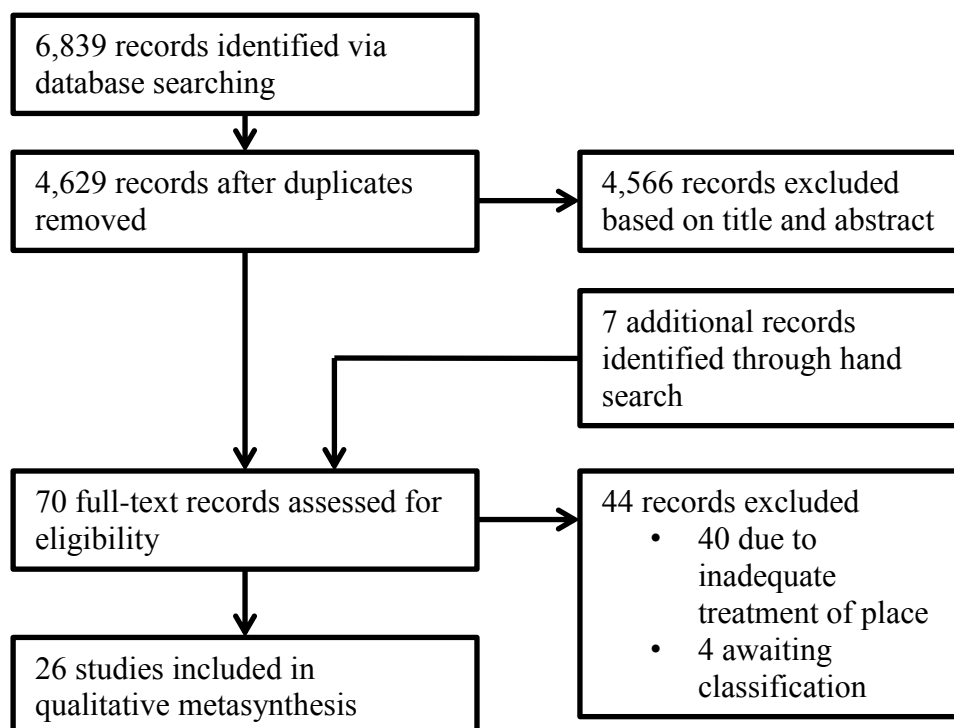 6,839 records identified via
database searching
4,629 records after duplicates
removed
4,566 records excluded
based on title and abstract
7 additional records
identified through hand
search
70 full-text records assessed for
eligibility
44 records excluded
• 40 due to
inadequate
treatment of place
• 4 awaiting
classification
26 studies included in
qualitative metasynthesis